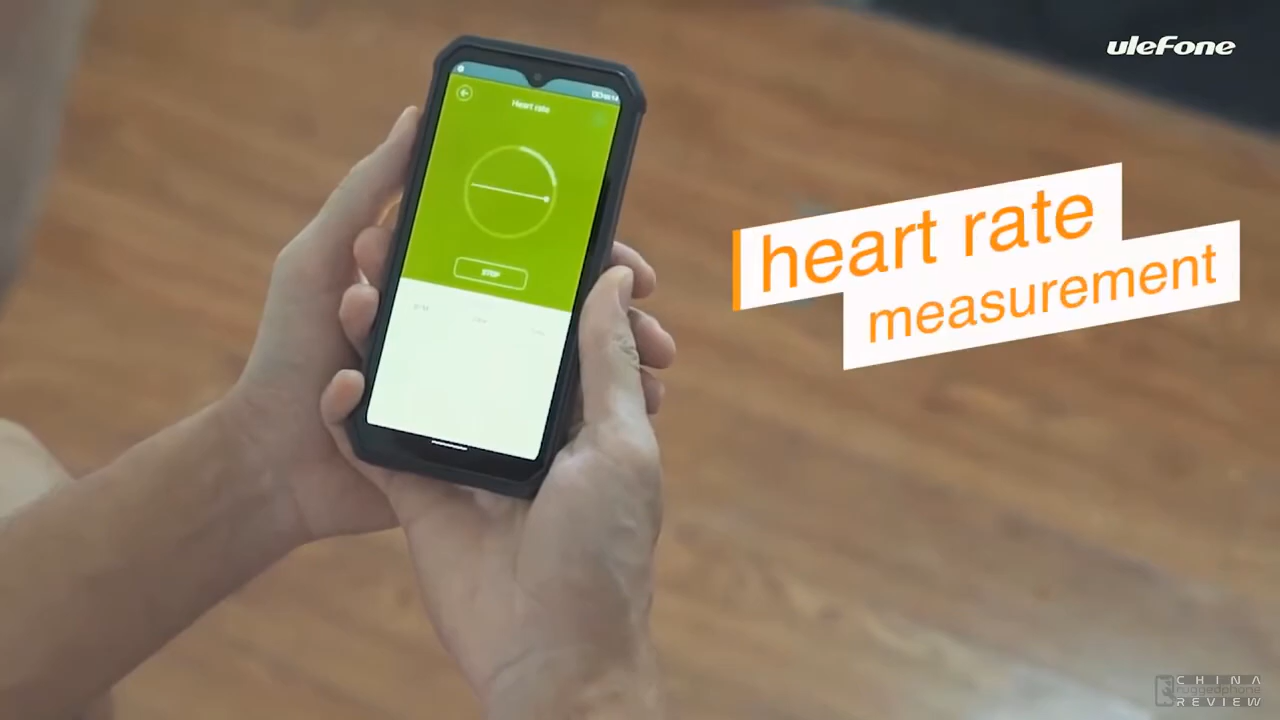 uleFone
Heart rate
STOP
heart rate
measurement
CHINA
REVIEW